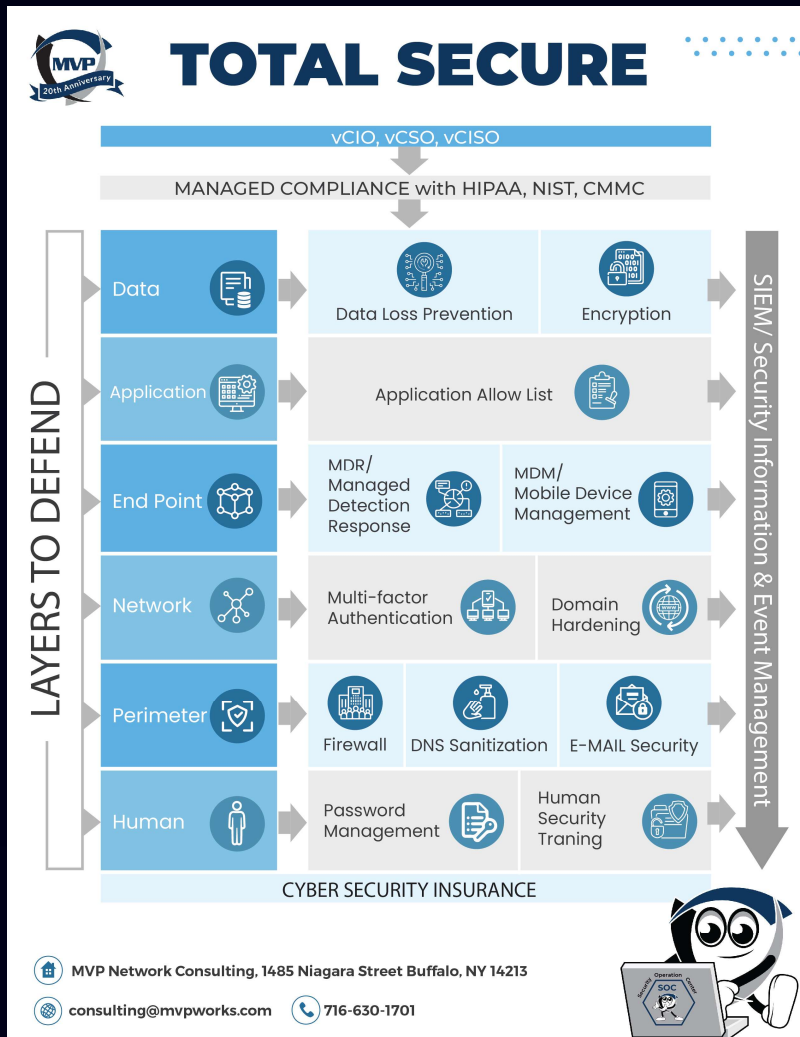 MVP
20th Anniversary
TOTAL SECURE
vCIO, vCSO, vCISO
MANAGED COMPLIANCE with HIPAA, NIST, CMMC
LAYERS TO DEFEND
Data
Data Loss Prevention
Encryption
Application
Application Allow List
End Point
MDR/
Managed
Detection
Response
MDM/
Mobile Device
Management
Network
Multi-factor
Authentication
Domain
Hardening
WWW
Perimeter
Firewall
DNS Sanitization
E-MAIL Security
Human
Password
Management
Human
Security
Traning
SIEM/ Security Information & Event Management
CYBER SECURITY INSURANCE
MVP Network Consulting, 1485 Niagara Street Buffalo, NY 14213
consulting@mvpworks.com
716-630-1701
Security Operation Center
SOC